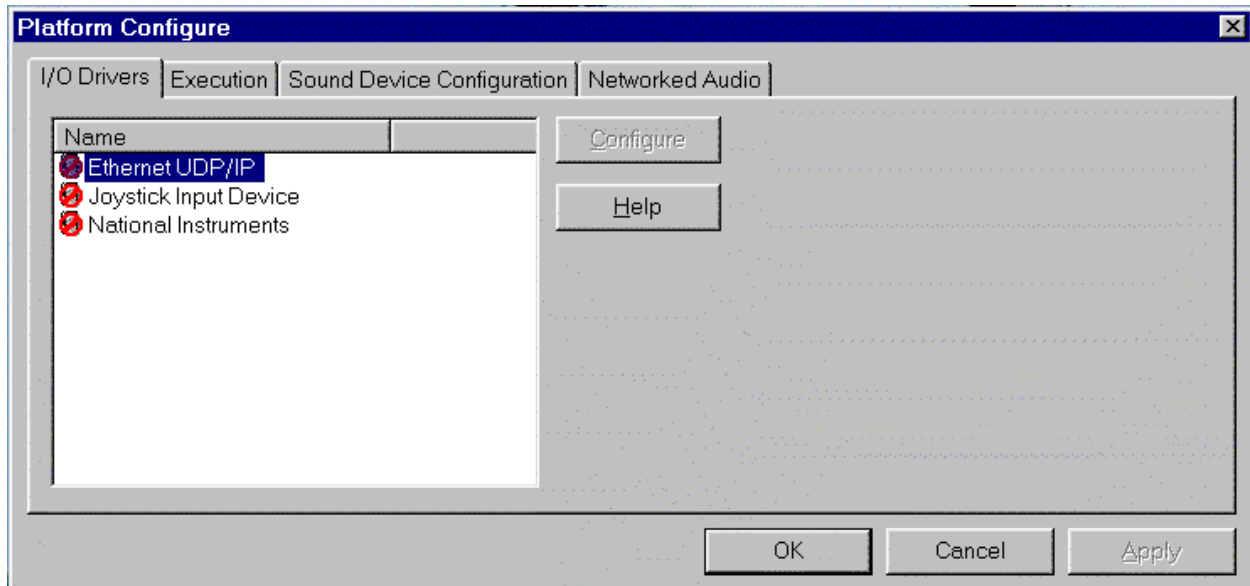 Platform Configure
I/O Drivers Execution Sound Device Configuration Networked Audio
Name Configure
Ethernet UDP/IP
Joystick Input Device Help
National Instruments
OK Cancel Apply